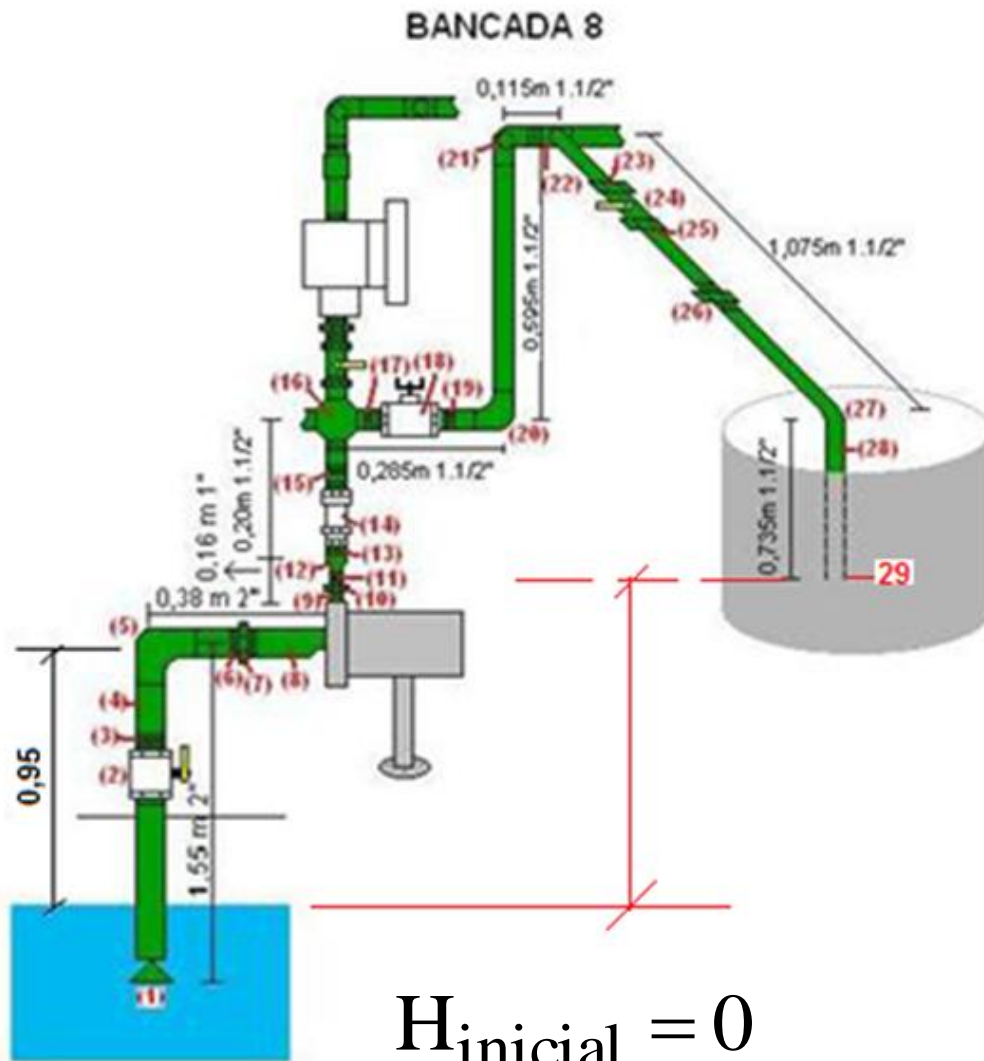 BANCADA 8
0,115m 1.1/2"
(21)
(22)
(23)
(24)
(25)
1,075m 1.1/2"
0,595m 1.1/2"
(26)
(16)
(17)
(18)
(19)
(20)
(27)
(28)
0,285m 1.1/2"
(15)
0,16 m 1"
0,20m 1.1/2"
(14)
0,735m 1.1/2"
(13)
(12)
(11)
29
(9)
(10)
0,38 m 2"
(5)
(6)
(7)
(8)
(4)
(3)
(2)
0,95
1,55 m 2"
(1)
H inicial = 0